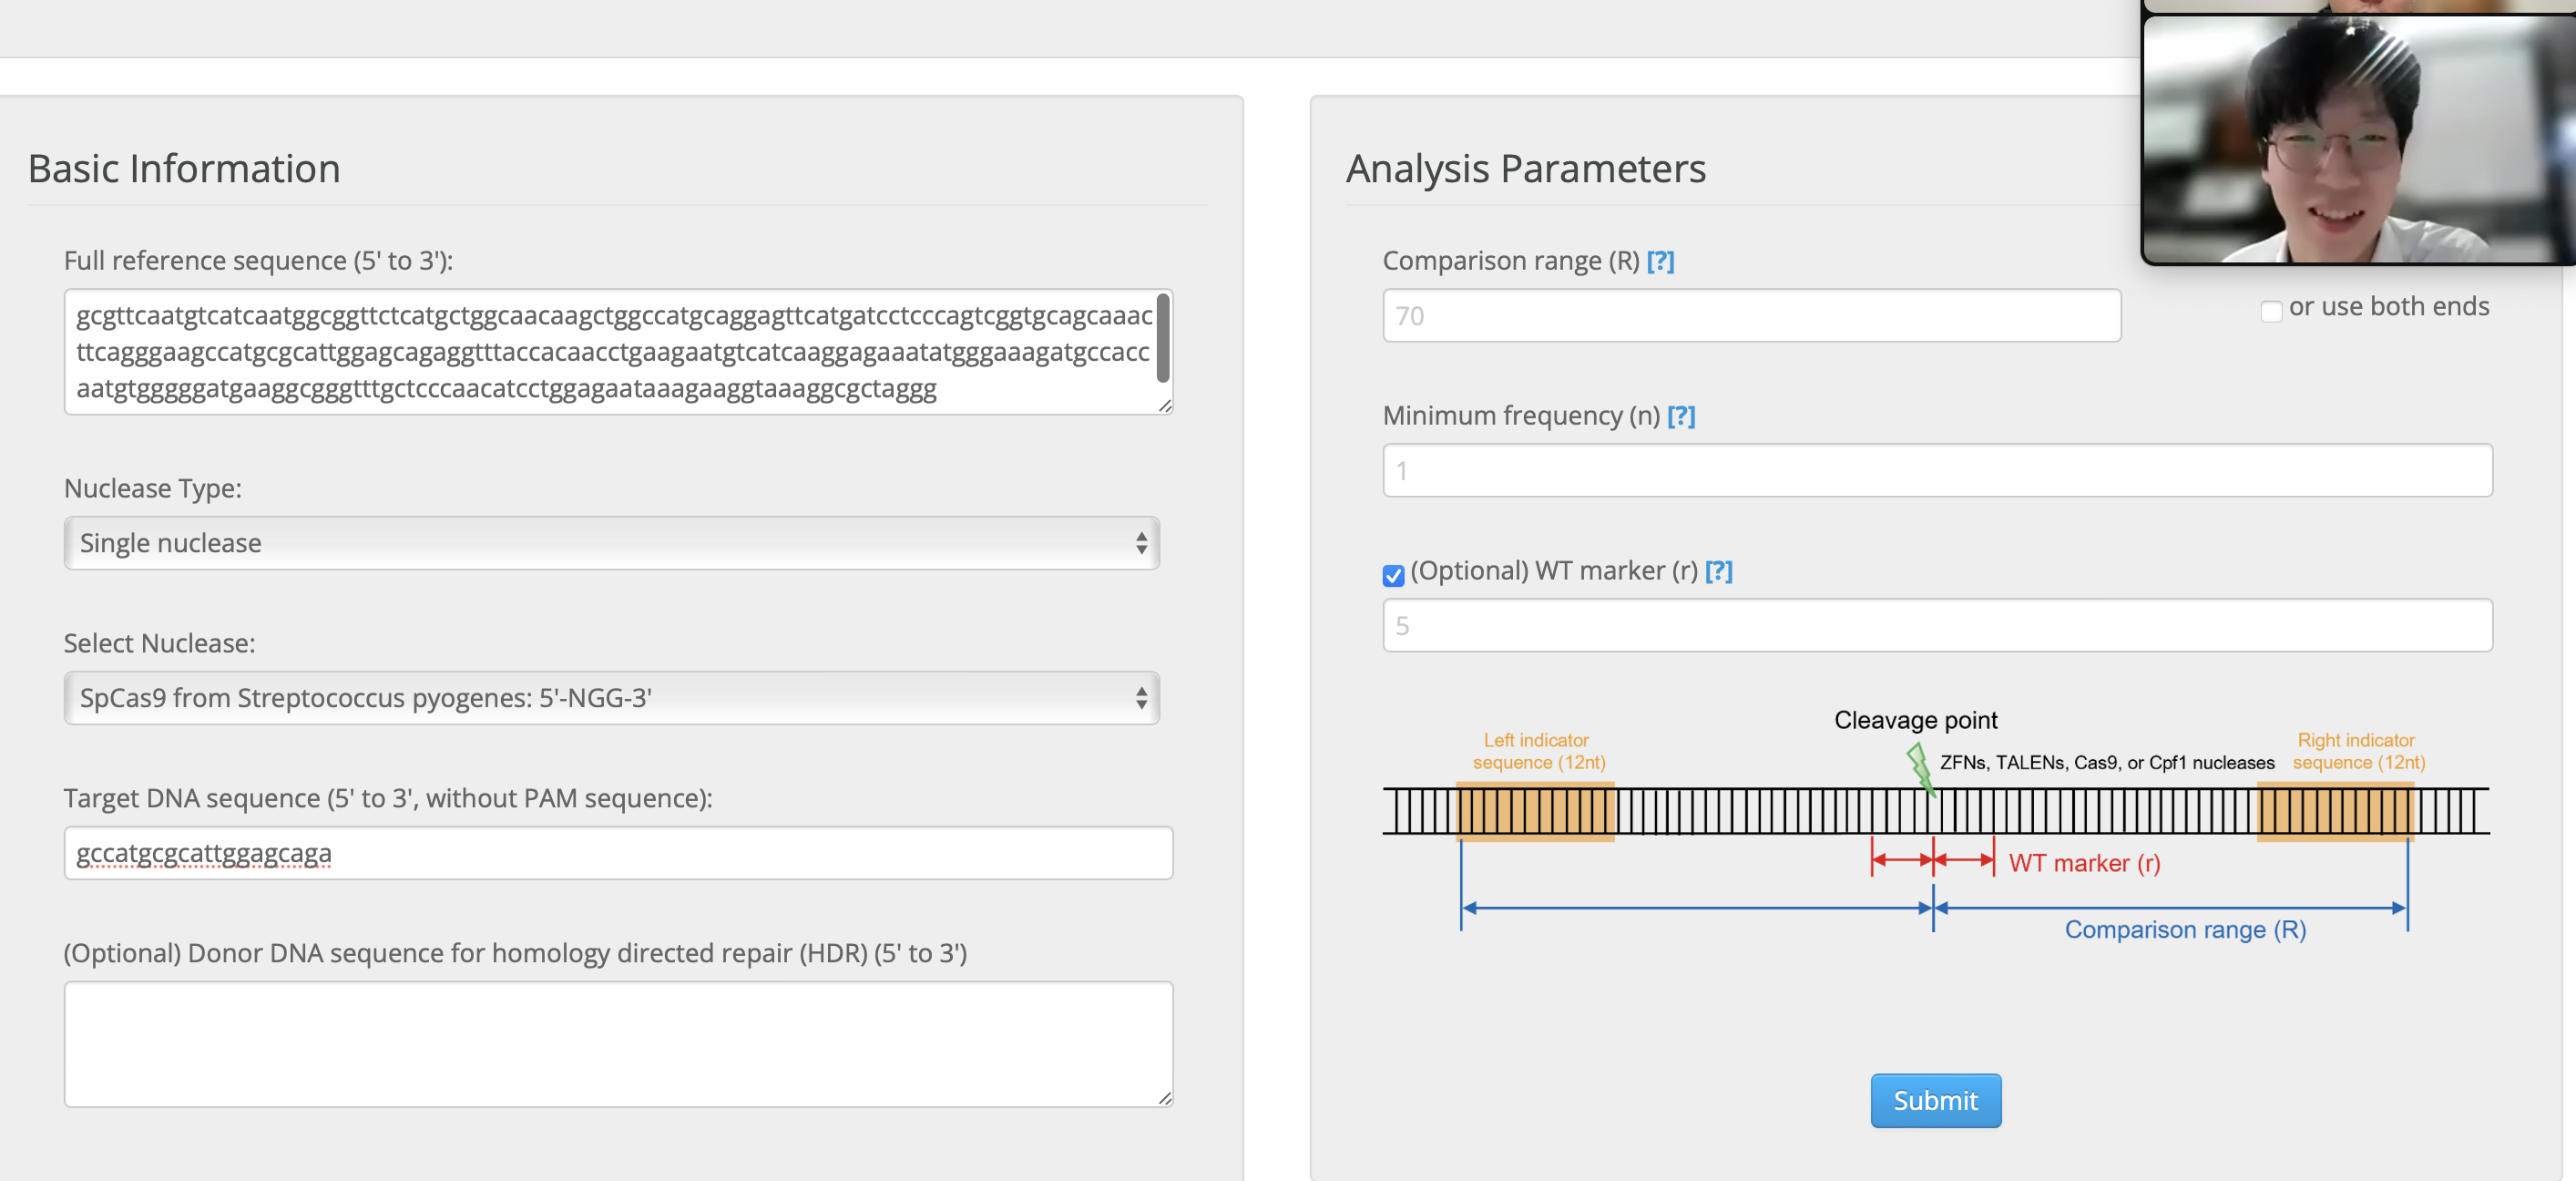 Basic Information
Full reference sequence (5' to 3'):
gcgttcaatgtcatcaatggcggttctcatgctggcaacaagctggccatgcaggagttcatgatcctcccagtcggtgcagcaaac
ttcagggaagccatgcgcattggagcagaggtttaccacaacctgaagaatgtcatcaaggagaaatatgggaaagatgccacc
aatgtgggggatgaaggcgggtttgctcccaacatcctggagaataaagaaggtaaaggcgctaggg
Nuclease Type:
Single nuclease
Select Nuclease:
SpCas9 from Streptococcus pyogenes: 5'-NGG-3'
Target DNA sequence (5' to 3', without PAM sequence):
gccatgcgcattggagcaga
(Optional) Donor DNA sequence for homology directed repair (HDR) (5' to 3')
Analysis Parameters
Comparison range (R) [?]
70
or use both ends
Minimum frequency (n) [?]
1
(Optional) WT marker (r) [?]
5
Cleavage point
Left indicator
sequence (12nt)
ZFNs, TALENs, Cas9, or Cpf1 nucleases
Right indicator
sequence (12nt)
WT marker (r)
Comparison range (R)
Submit